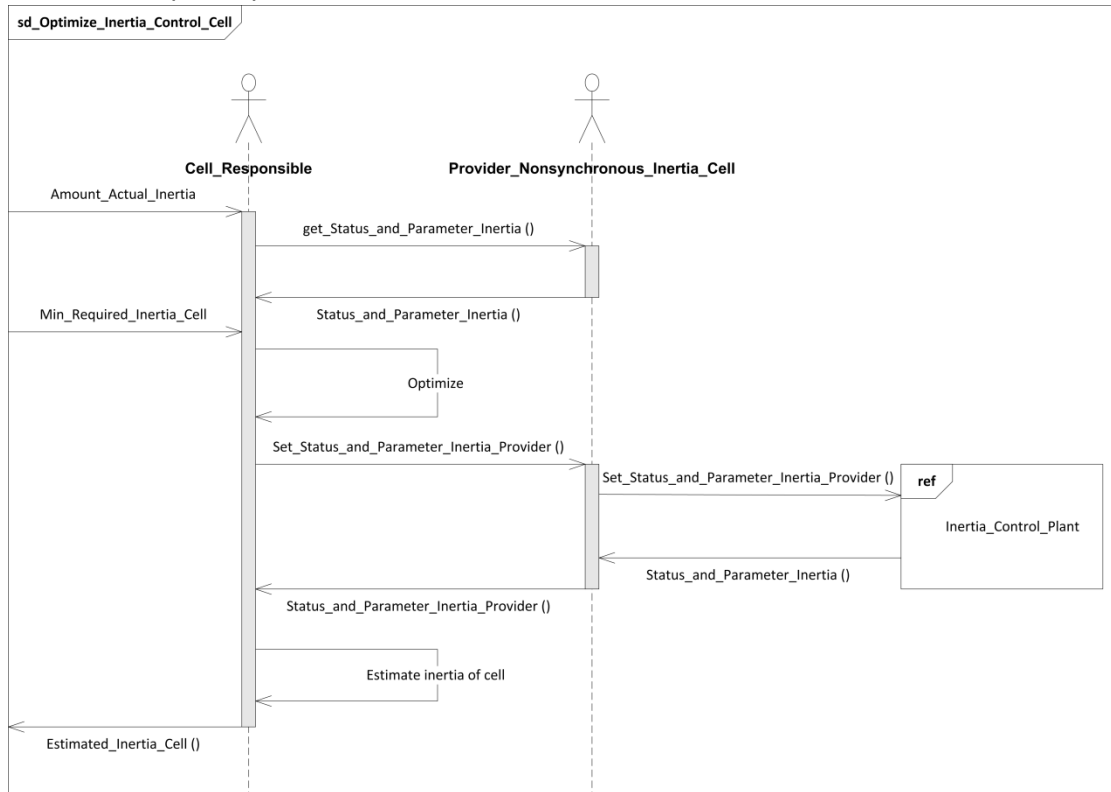 sd_Optimize_Inertia_Control_Cell
Cell_Responsible
Provider_Nonsynchronous_Inertia_Cell
Amount_Actual_Inertia
get_Status_and_Parameter_Inertia ()
Min_Required_Inertia_Cell
Status_and_Parameter_Inertia ()
Optimize
Set_Status_and_Parameter_Inertia_Provider ()
Set_Status_and_Parameter_Inertia_Provider ()
ref
Inertia_Control_Plant
Status_and_Parameter_Inertia ()
Status_and_Parameter_Inertia_Provider ()
Estimate inertia of cell
Estimated_Inertia_Cell ()